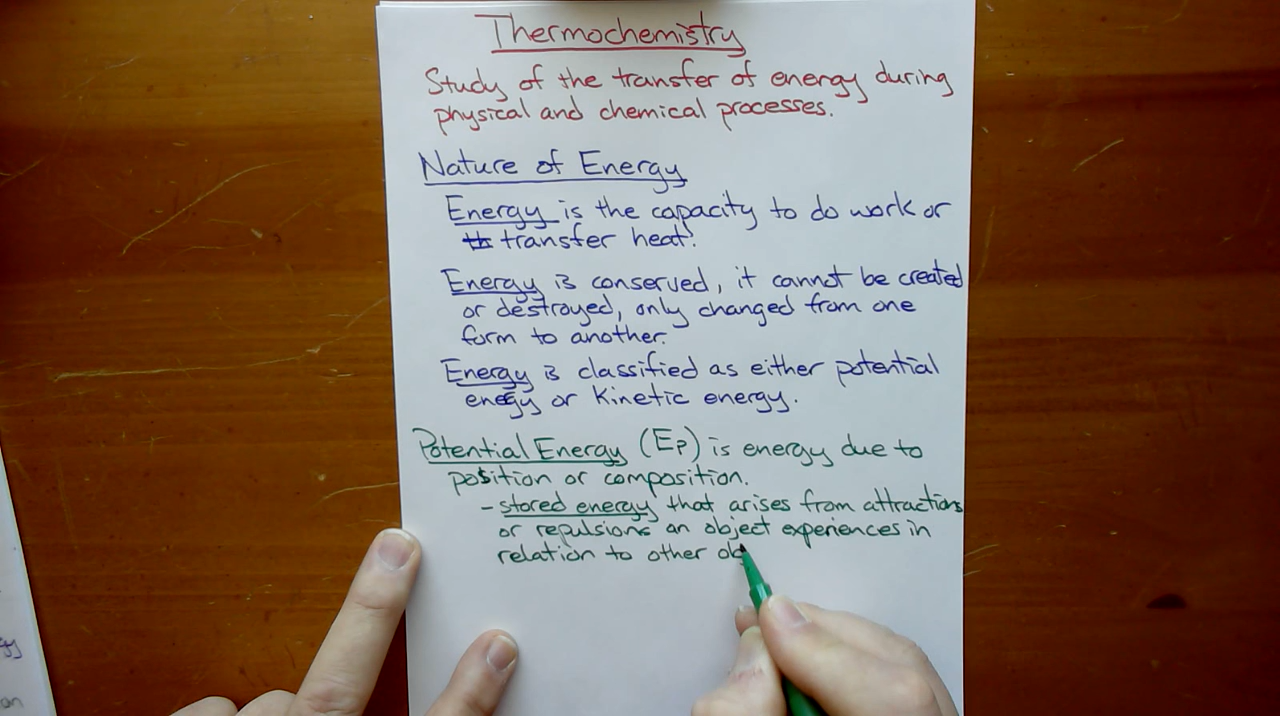 Thermochemistry
Study of the transfer of energy during
physical and chemical processes.
Nature of Energy
Energy is the capacity to do work or
transfer heat.
Energy is conserved, it cannot be created
or destroyed, only changed from one
form to another.
Energy is classified as either potential
energy or kinetic energy.
Potential Energy (Ep) is energy due to
position or composition.
- stored energy that arises from attractions
or repulsions an object experiences in
relation to other ob
gy
on